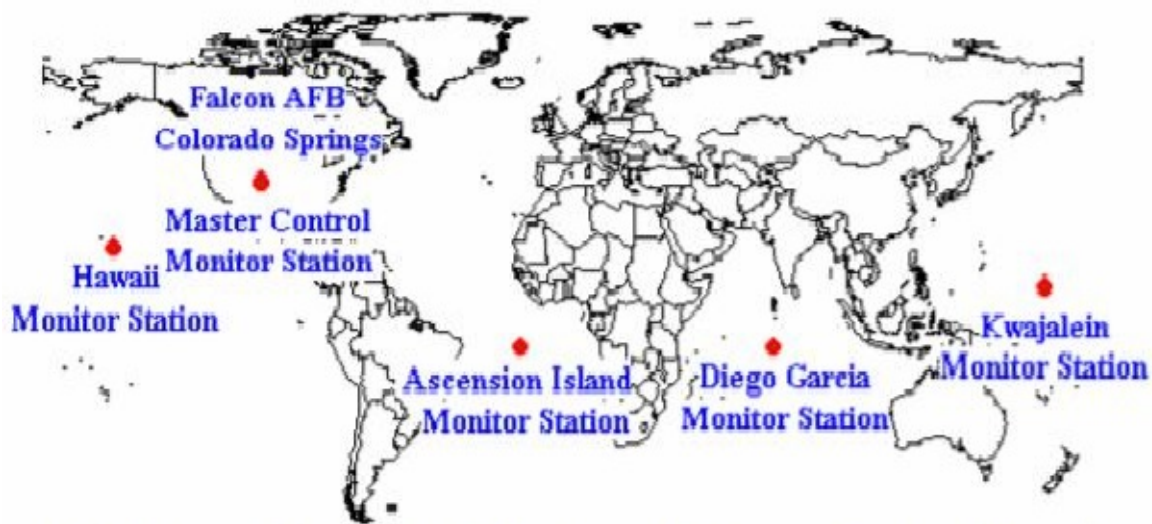 Falcon AFB
Colorado Springs
Master Control
Monitor Station
Hawaii
Monitor Station
Ascension Island
Monitor Station
Diego Garcia
Monitor Station
Kwajalein
Monitor Station